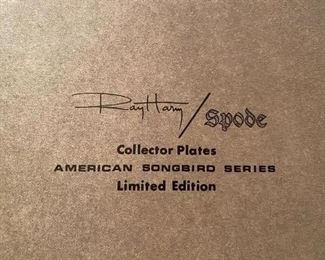 Ray Harm / Spode
Collector Plates
AMERICAN SONGBIRD SERIES
Limited Edition